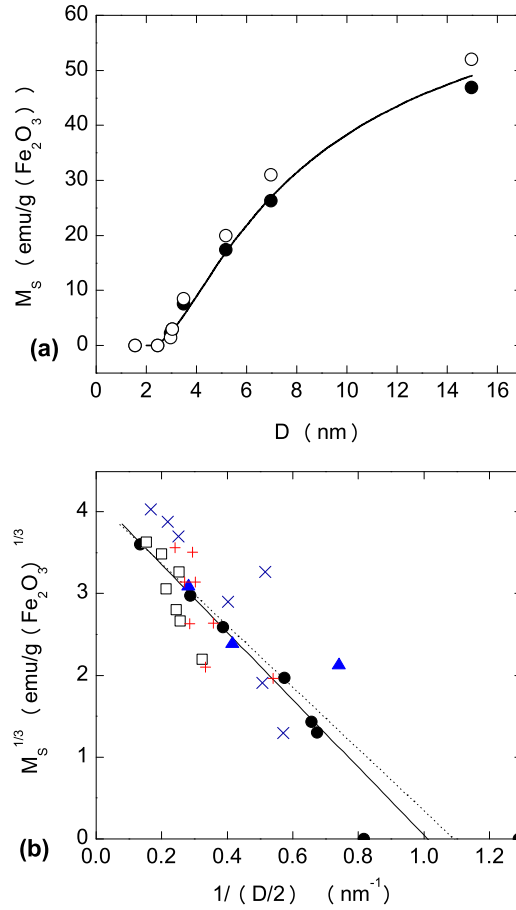 60
50
40
30
20
10
0
M_S (emu/g (Fe_2O_3))
(a)
0 2 4 6 8 10 12 14 16
D (nm)
4
3
2
1
0
M_S^{1/3} (emu/g (Fe_2O_3)^{1/3}
(b)
0.0 0.2 0.4 0.6 0.8 1.0 1.2
1/(D/2) (nm^{-1})